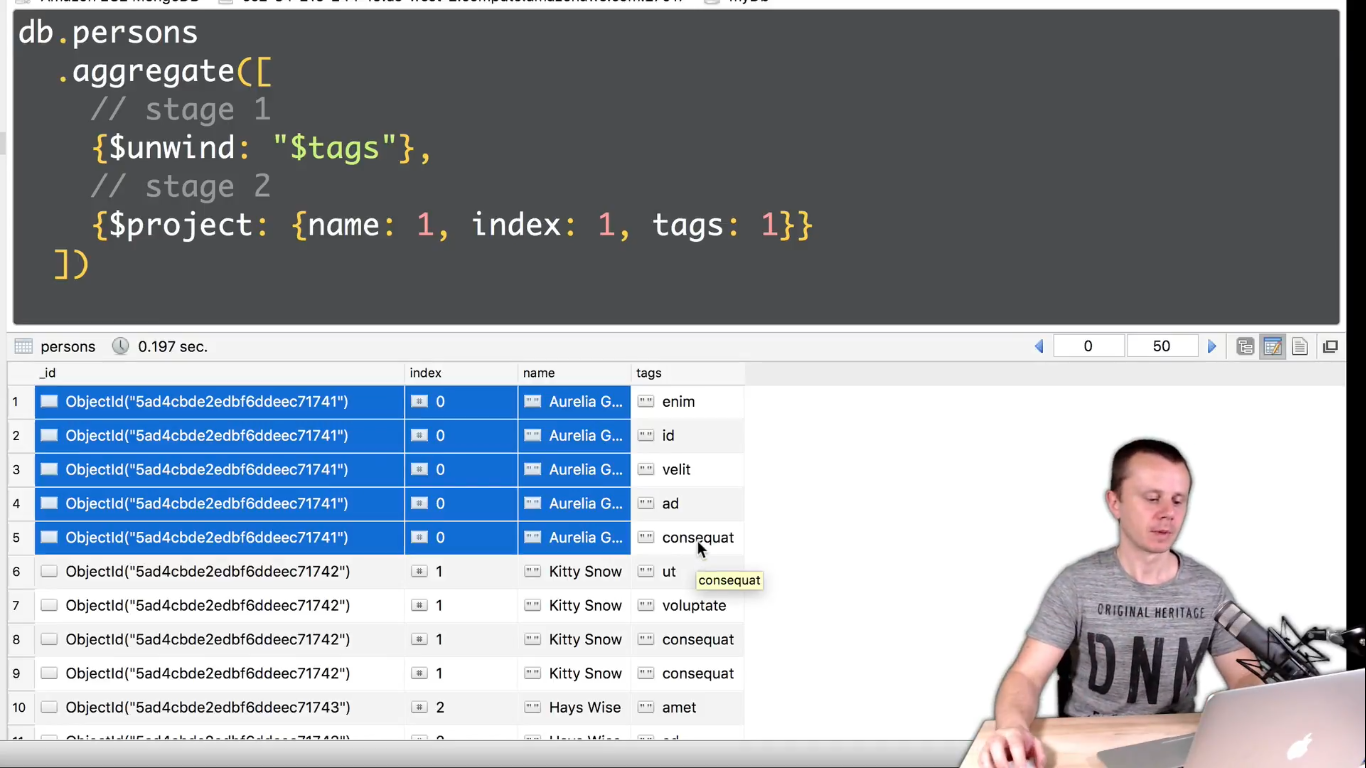 db.persons
.aggregate([
// stage 1
{$unwind: "$tags"},
// stage 2
{$project: {name: 1, index: 1, tags: 1}}
])
persons 0.197 sec. 0 50
_id index name tags
1 ObjectId("5ad4cbde2edbf6ddeec71741") # 0 "" Aurelia G... "" enim
2 ObjectId("5ad4cbde2edbf6ddeec71741") # 0 "" Aurelia G... "" id
3 ObjectId("5ad4cbde2edbf6ddeec71741") # 0 "" Aurelia G... "" velit
4 ObjectId("5ad4cbde2edbf6ddeec71741") # 0 "" Aurelia G... "" ad
5 ObjectId("5ad4cbde2edbf6ddeec71741") # 0 "" Aurelia G... "" consequat
6 ObjectId("5ad4cbde2edbf6ddeec71742") # 1 "" Kitty Snow "" ut
consequat
7 ObjectId("5ad4cbde2edbf6ddeec71742") # 1 "" Kitty Snow "" voluptate
8 ObjectId("5ad4cbde2edbf6ddeec71742") # 1 "" Kitty Snow "" consequat
9 ObjectId("5ad4cbde2edbf6ddeec71742") # 1 "" Kitty Snow "" consequat
10 ObjectId("5ad4cbde2edbf6ddeec71743") # 2 "" Hays Wise "" amet
ORIGINAL HERITAGE
DNM